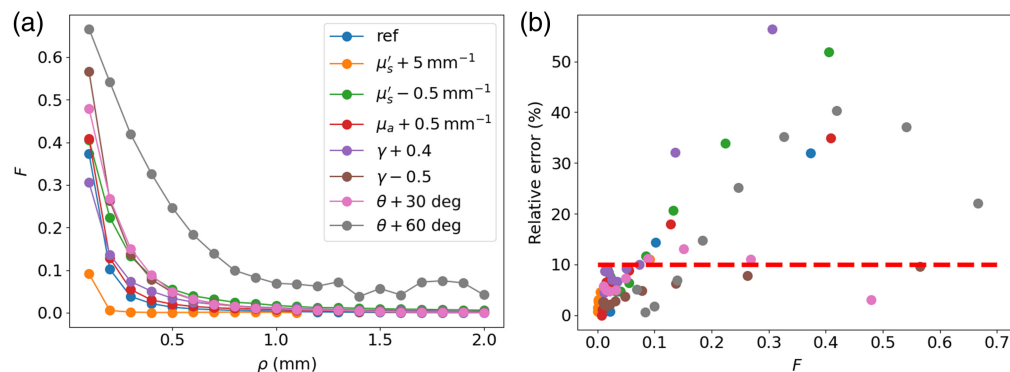 (a)
F
0.6
0.5
0.4
0.3
0.2
0.1
0.0
0.5
1.0
1.5
2.0
ρ (mm)
ref
μ′ₛ + 5 mm⁻¹
μ′ₛ − 0.5 mm⁻¹
μₐ + 0.5 mm⁻¹
γ + 0.4
γ − 0.5
θ + 30 deg
θ + 60 deg
(b)
Relative error (%)
50
40
30
20
10
0
0.0
0.1
0.2
0.3
0.4
0.5
0.6
0.7
F